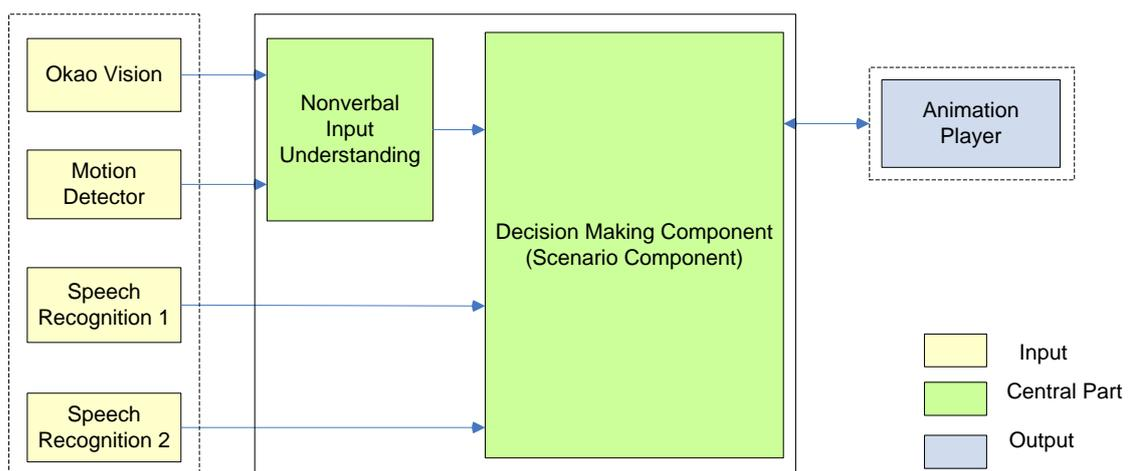 Okao Vision
Motion
Detector
Speech
Recognition 1
Speech
Recognition 2
Nonverbal
Input
Understanding
Decision Making Component
(Scenario Component)
Animation
Player
Input
Central Part
Output